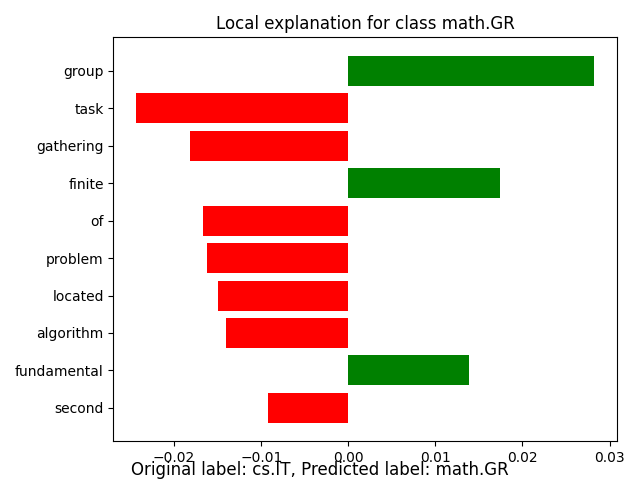 Local explanation for class math.GR
group
task
gathering
finite
of
problem
located
algorithm
fundamental
second
−0.02 −0.01 0.00 0.01 0.02 0.03
Original label: cs.IT, Predicted label: math.GR